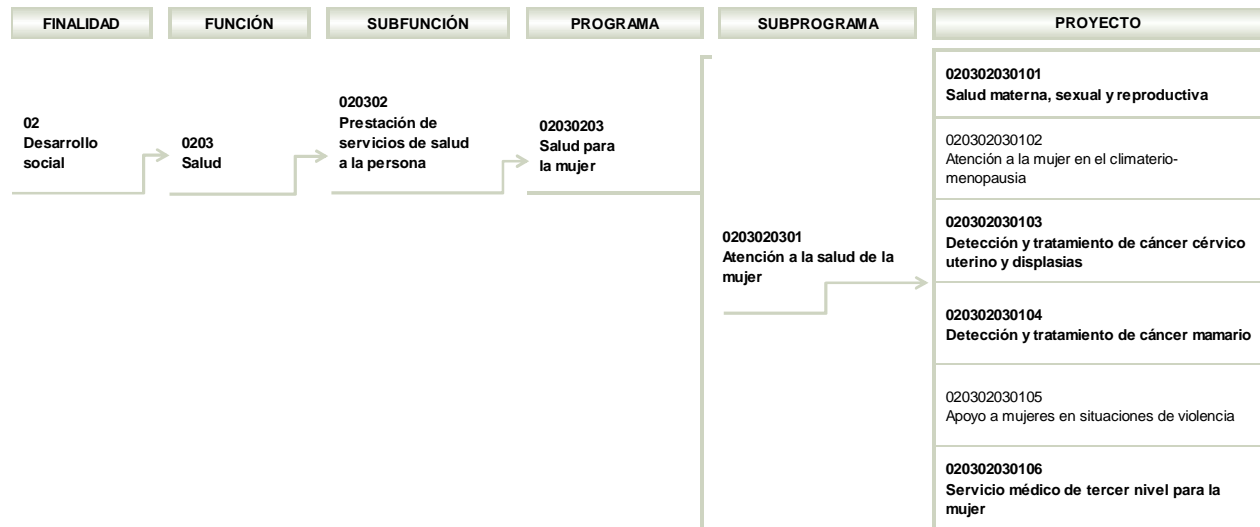 FINALIDAD
FUNCIÓN
SUBFUNCIÓN
PROGRAMA
SUBPROGRAMA
PROYECTO
02
Desarrollo
social
0203
Salud
020302
Prestación de
servicios de salud
a la persona
02030203
Salud para
la mujer
0203020301
Atención a la salud de la
mujer
020302030101
Salud materna, sexual y reproductiva
020302030102
Atención a la mujer en el climaterio-
menopausia
020302030103
Detección y tratamiento de cáncer cérvico
uterino y displasias
020302030104
Detección y tratamiento de cáncer mamario
020302030105
Apoyo a mujeres en situaciones de violencia
020302030106
Servicio médico de tercer nivel para la
mujer